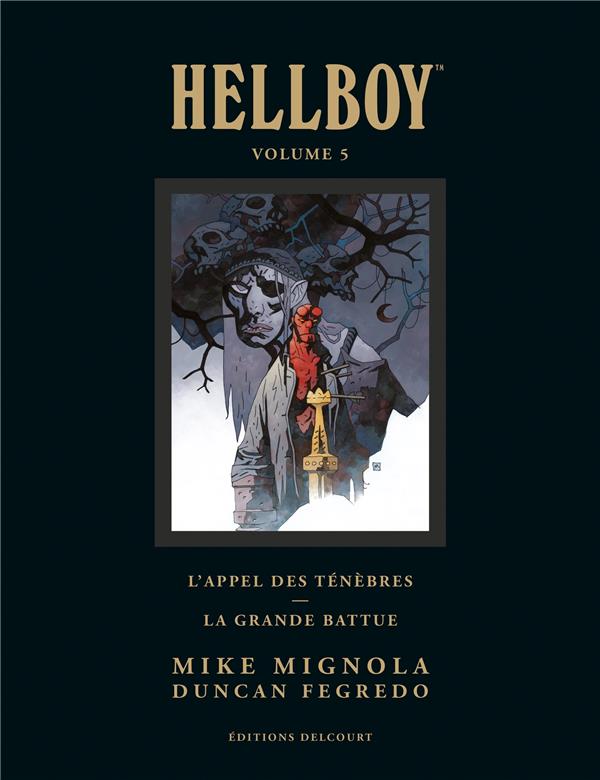 HELLBOY™
VOLUME 5
L'APPEL DES TÉNÈBRES
—
LA GRANDE BATTUE
MIKE MIGNOLA
DUNCAN FEGREDO
ÉDITIONS DELCOURT